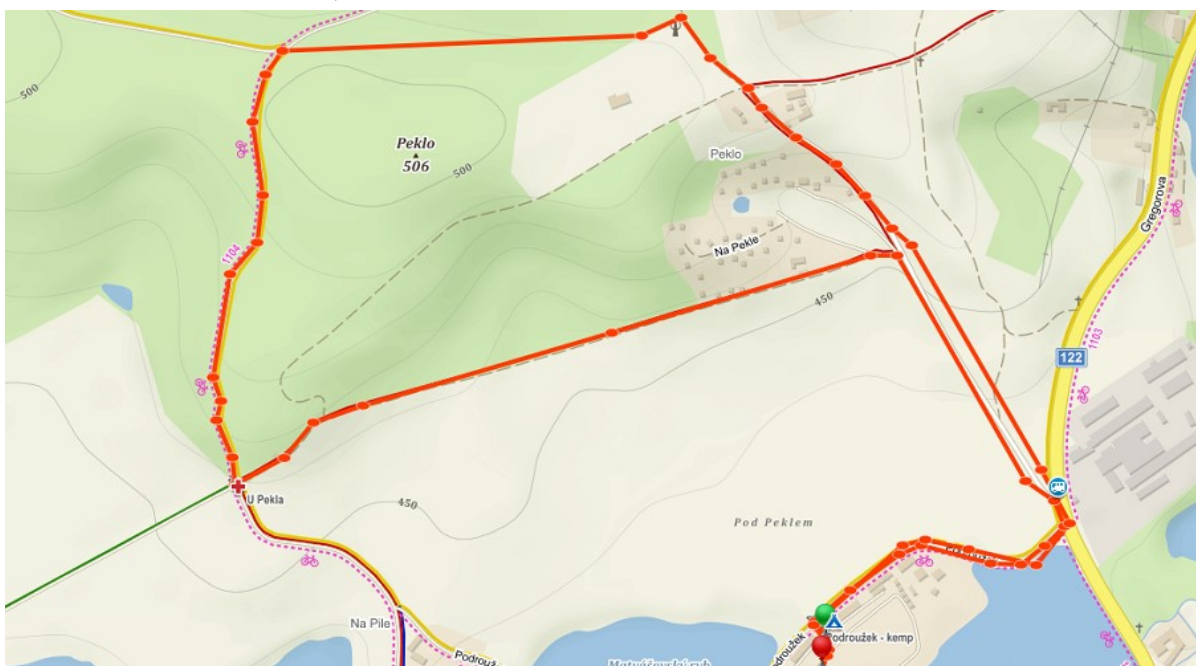 500
Peklo
506
500
Peklo
1104
Na Pekle
Gregorova
450
122
1103
U Pekla
450
Pod Peklem
Na Pile
Podroužek - kemp